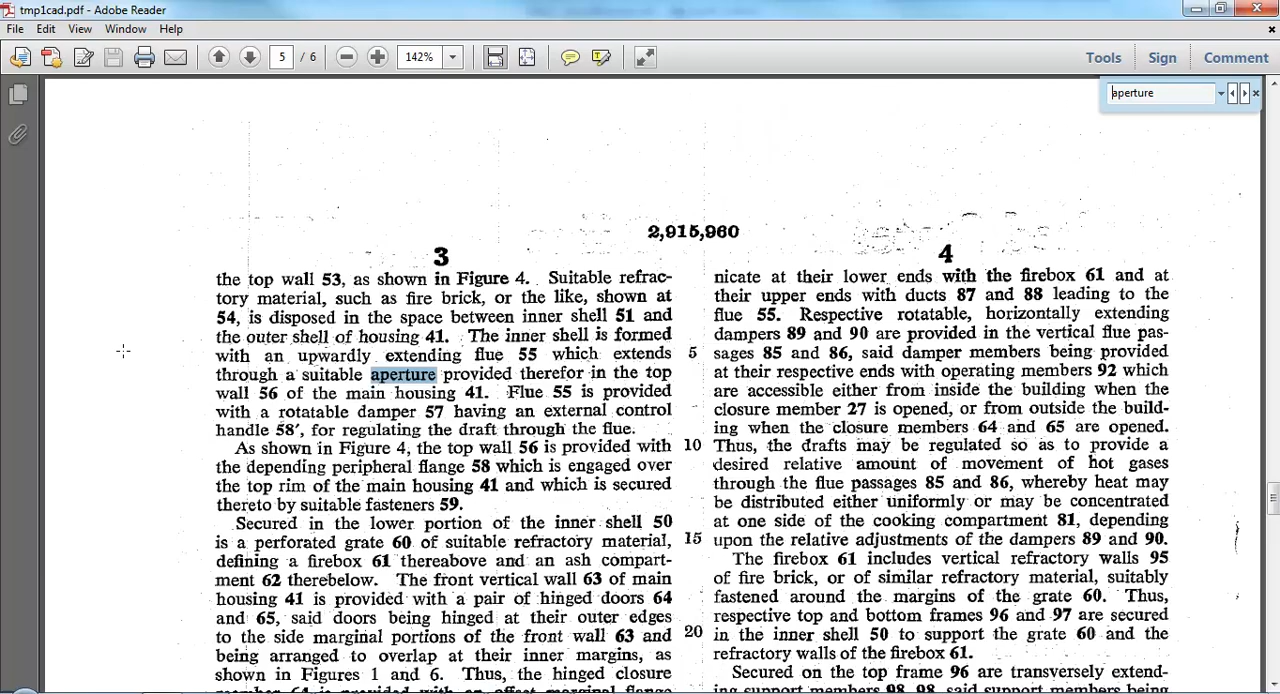 tmp1cad.pdf - Adobe Reader
File Edit View Window Help
5 / 6 142% Tools Sign Comment
aperture
2,915,960
3
the top wall 53, as shown in Figure 4. Suitable refrac-
tory material, such as fire brick, or the like, shown at
54, is disposed in the space between inner shell 51 and
the outer shell of housing 41. The inner shell is formed
with an upwardly extending flue 55 which extends
through a suitable aperture provided therefor in the top
wall 56 of the main housing 41. Flue 55 is provided
with a rotatable damper 57 having an external control
handle 58', for regulating the draft through the flue.
As shown in Figure 4, the top wall 56 is provided with
the depending peripheral flange 58 which is engaged over
the top rim of the main housing 41 and which is secured
thereto by suitable fasteners 59.
Secured in the lower portion of the inner shell 50
is a perforated grate 60 of suitable refractory material,
defining a firebox 61 thereabove and an ash compart-
ment 62 therebelow. The front vertical wall 63 of main
housing 41 is provided with a pair of hinged doors 64
and 65, said doors being hinged at their outer edges
to the side marginal portions of the front wall 63 and
being arranged to overlap at their inner margins, as
shown in Figures 1 and 6. Thus, the hinged closure
member 64 is provided with an offset marginal flange
5
10
15
20
4
nicate at their lower ends with the firebox 61 and at
their upper ends with ducts 87 and 88 leading to the
flue 55. Respective rotatable, horizontally extending
dampers 89 and 90 are provided in the vertical flue pas-
sages 85 and 86, said damper members being provided
at their respective ends with operating members 92 which
are accessible either from inside the building when the
closure member 27 is opened, or from outside the build-
ing when the closure members 64 and 65 are opened.
Thus, the drafts may be regulated so as to provide a
desired relative amount of movement of hot gases
through the flue passages 85 and 86, whereby heat may
be distributed either uniformly or may be concentrated
at one side of the cooking compartment 81, depending
upon the relative adjustments of the dampers 89 and 90.
The firebox 61 includes vertical refractory walls 95
of fire brick, or of similar refractory material, suitably
fastened around the margins of the grate 60. Thus,
respective top and bottom frames 96 and 97 are secured
in the inner shell 50 to support the grate 60 and the
refractory walls of the firebox 61.
Secured on the top frame 96 are transversely extend-
ing support members 98, 98, said support members being